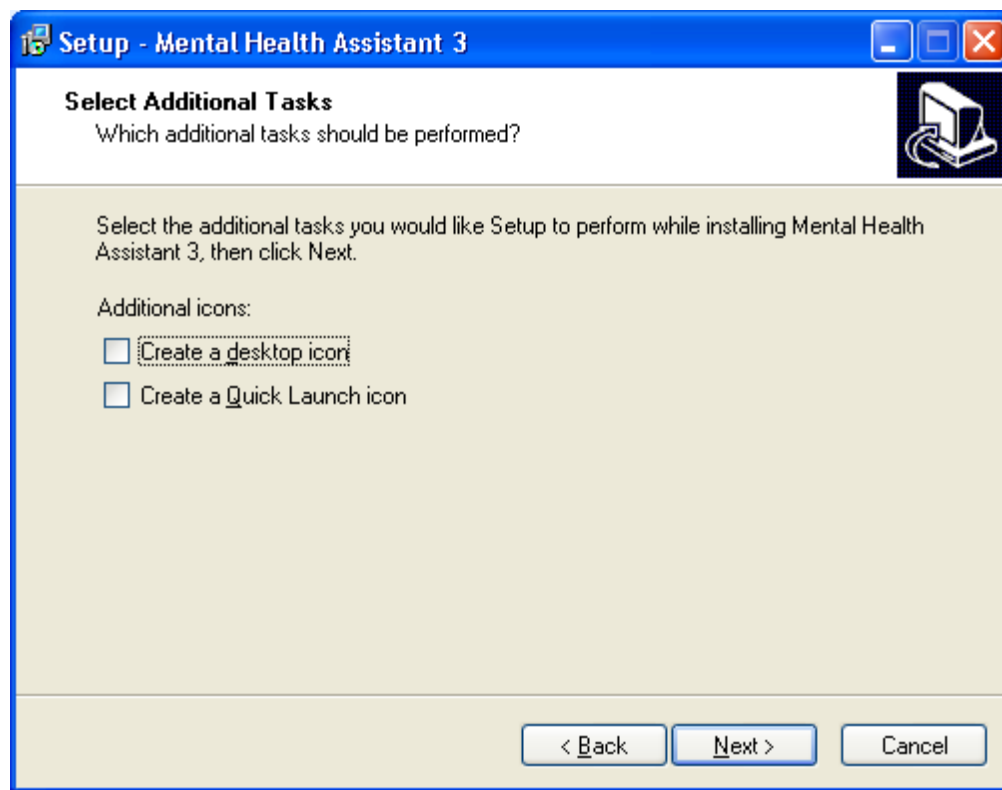 Setup - Mental Health Assistant 3
Select Additional Tasks
Which additional tasks should be performed?
Select the additional tasks you would like Setup to perform while installing Mental Health
Assistant 3, then click Next.
Additional icons:
Create a desktop icon
Create a Quick Launch icon
< Back
Next >
Cancel